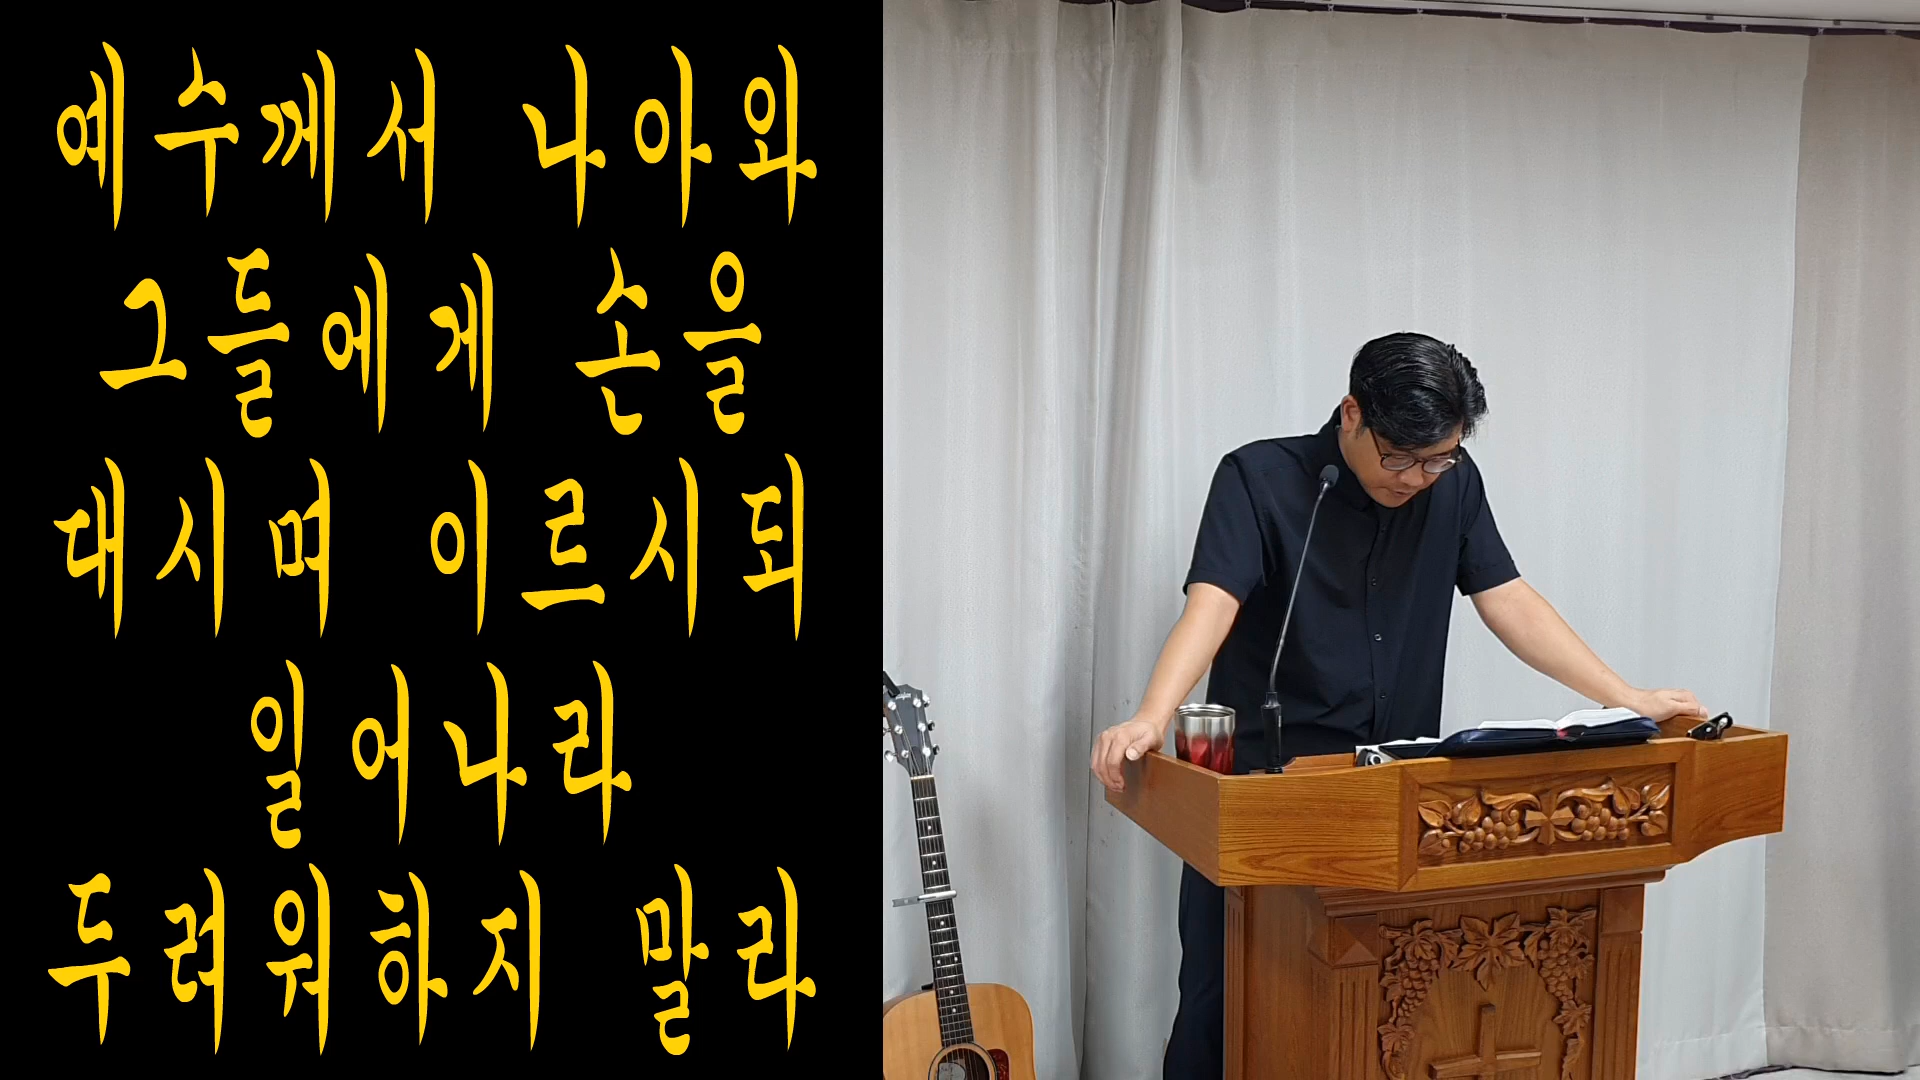 예수께서 나아와
그들에게 손을
대시며 이르시되
일어나라
두려워하지 말라